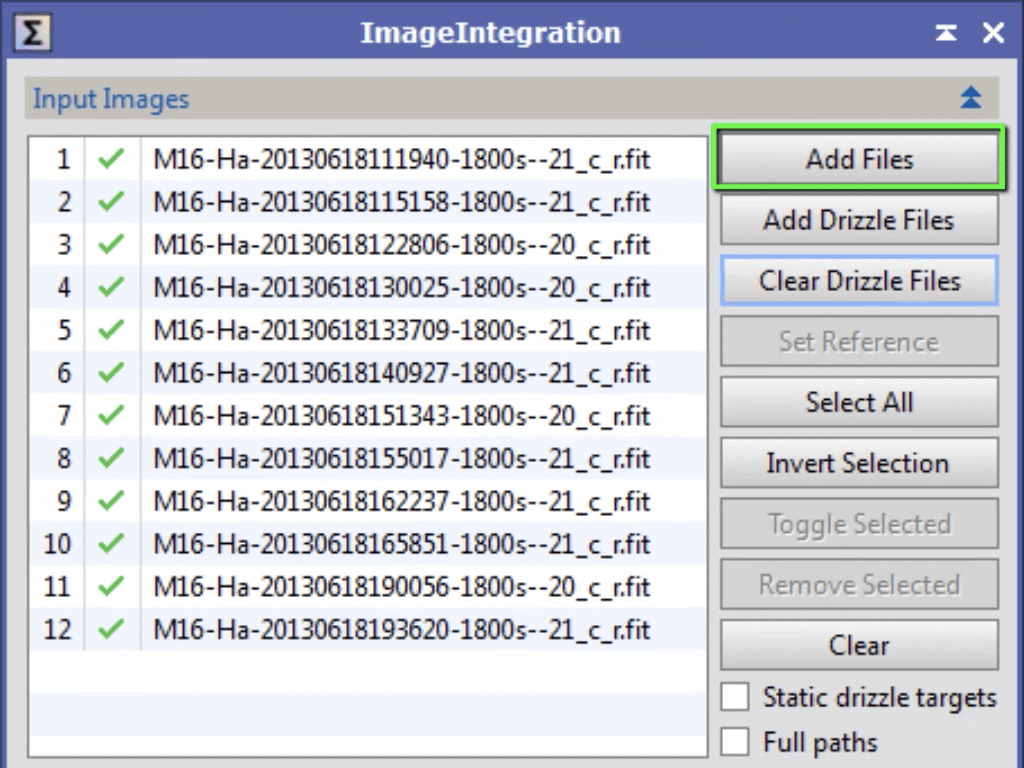 Σ ImageIntegration
Input Images
1 M16-Ha-20130618111940-1800s--21_c_r.fit
2 M16-Ha-20130618115158-1800s--21_c_r.fit
3 M16-Ha-20130618122806-1800s--20_c_r.fit
4 M16-Ha-20130618130025-1800s--20_c_r.fit
5 M16-Ha-20130618133709-1800s--21_c_r.fit
6 M16-Ha-20130618140927-1800s--21_c_r.fit
7 M16-Ha-20130618151343-1800s--20_c_r.fit
8 M16-Ha-20130618155017-1800s--21_c_r.fit
9 M16-Ha-20130618162237-1800s--21_c_r.fit
10 M16-Ha-20130618165851-1800s--21_c_r.fit
11 M16-Ha-20130618190056-1800s--20_c_r.fit
12 M16-Ha-20130618193620-1800s--21_c_r.fit
Add Files
Add Drizzle Files
Clear Drizzle Files
Set Reference
Select All
Invert Selection
Toggle Selected
Remove Selected
Clear
Static drizzle targets
Full paths